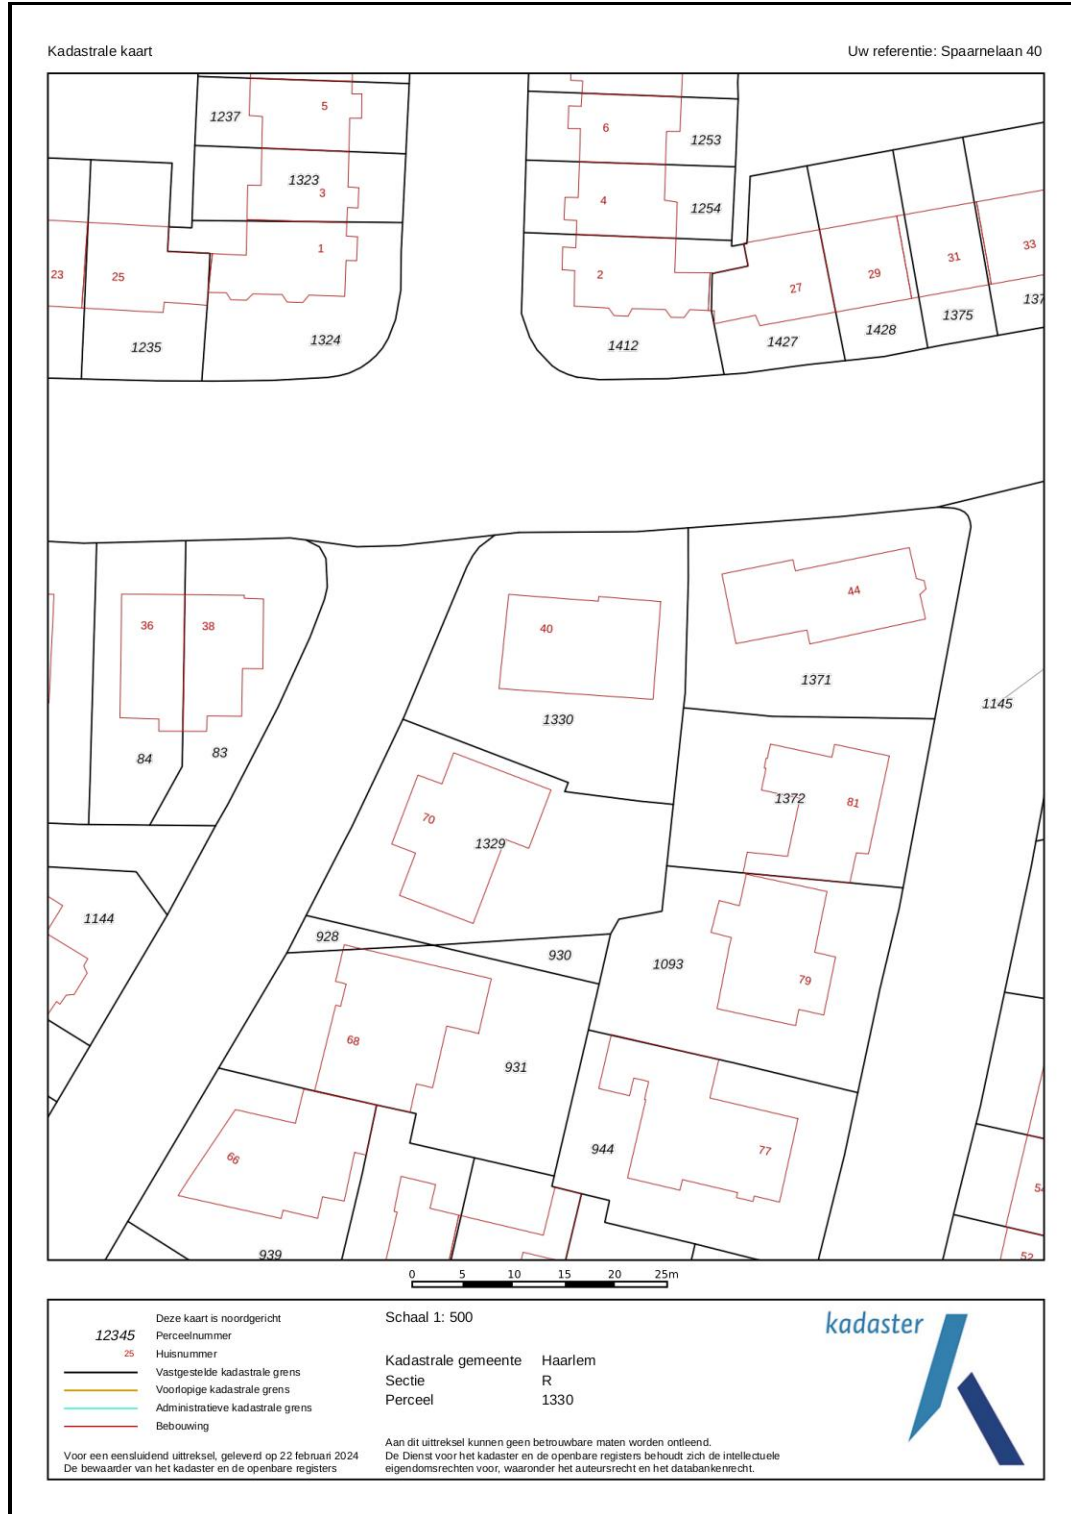 Kadastrale kaart
Uw referentie: Spaarnelaan 40
5
1237
6
1253
1323
3
4
1254
1
2
23
25
27
29
31
33
1235
1324
1412
1427
1428
1375
36
38
40
44
1371
1145
1330
84
83
1372
81
70
1329
1144
928
930
1093
79
68
931
944
77
66
939
52
0 5 10 15 20 25m
Deze kaart is noordgericht
12345 Perceelnummer
25 Huisnummer
Vastgestelde kadastrale grens
Voorlopige kadastrale grens
Administratieve kadastrale grens
Bebouwing
Voor een eensluidend uittreksel, geleverd op 22 februari 2024
De bewaarder van het kadaster en de openbare registers
Schaal 1: 500
Kadastrale gemeente Haarlem
Sectie R
Perceel 1330
Aan dit uittreksel kunnen geen betrouwbare maten worden ontleend.
De Dienst voor het kadaster en de openbare registers behoudt zich de intellectuele
eigendomsrechten voor, waaronder het auteursrecht en het databankenrecht.
kadaster